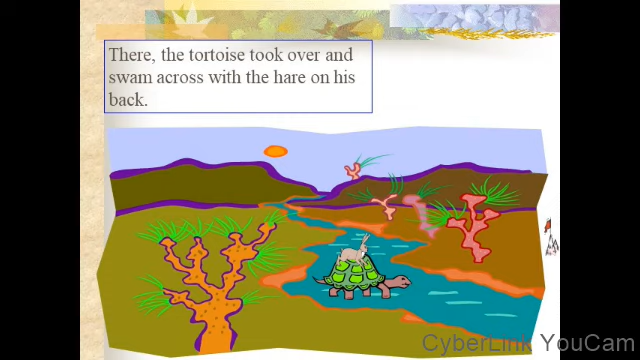 There, the tortoise took over and
swam across with the hare on his
back.
CyberLink YouCam